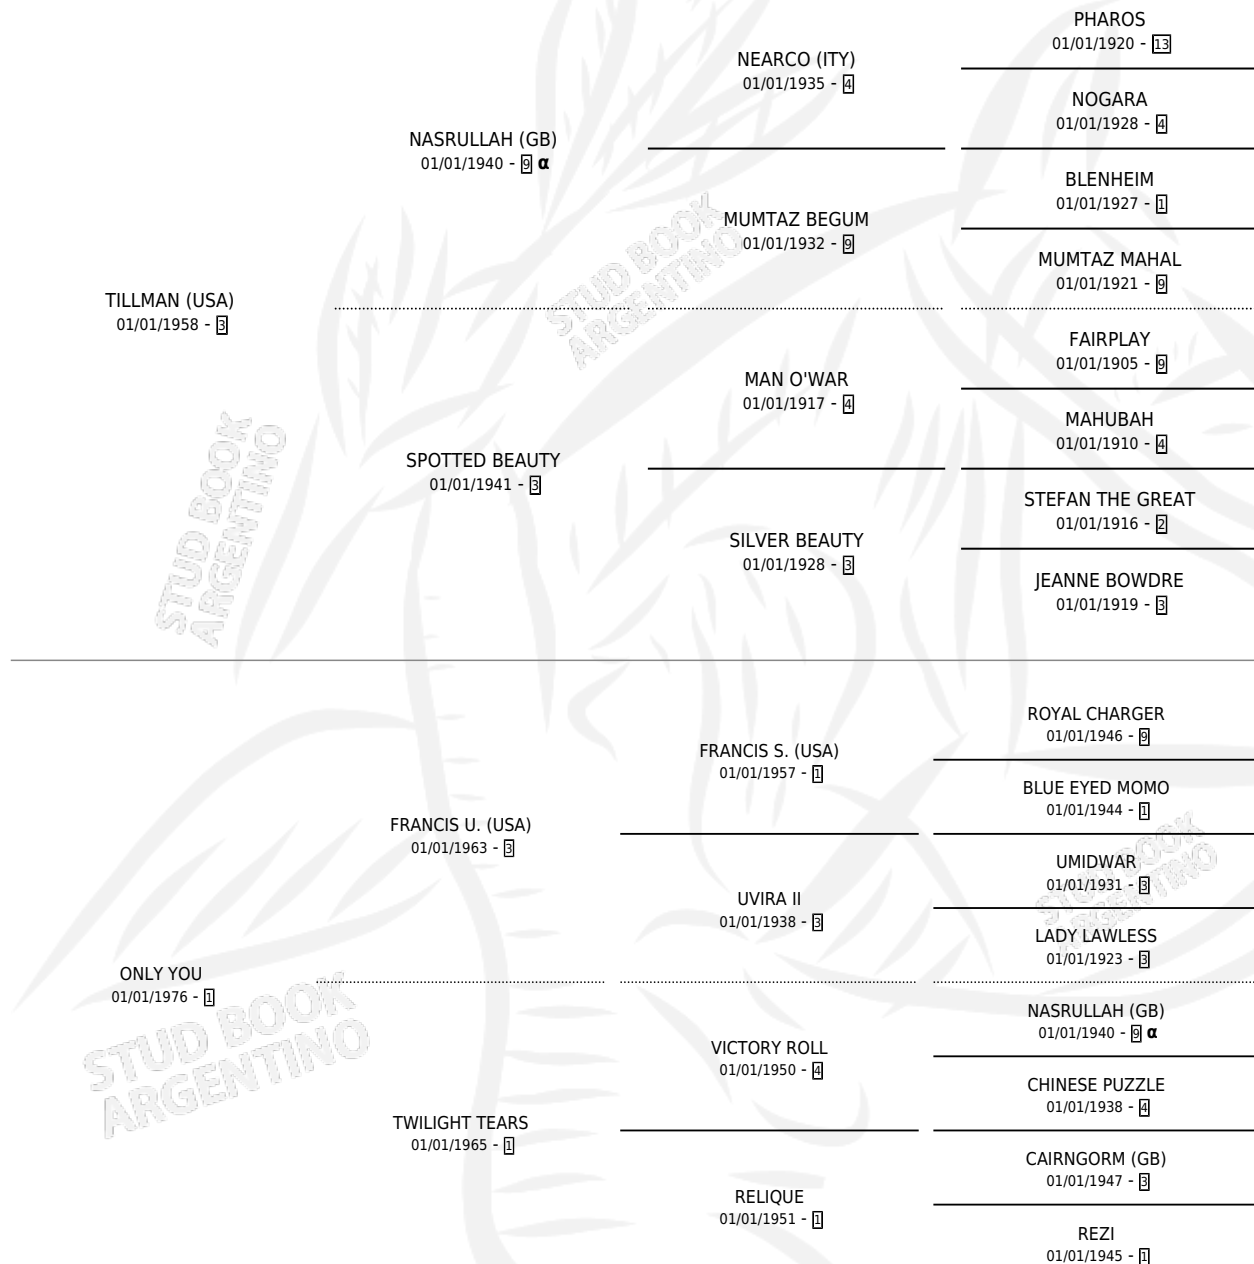 PHAROS
01/01/1920 - 13
NEARCO (ITY)
01/01/1935 - 4
NOGARA
01/01/1928 - 4
NASRULLAH (GB)
01/01/1940 - 9 α
BLENHEIM
01/01/1927 - 1
MUMTAZ BEGUM
01/01/1932 - 9
MUMTAZ MAHAL
01/01/1921 - 9
TILLMAN (USA)
01/01/1958 - 3
FAIRPLAY
01/01/1905 - 9
MAN O'WAR
01/01/1917 - 4
MAHUBAH
01/01/1910 - 4
SPOTTED BEAUTY
01/01/1941 - 3
STEFAN THE GREAT
01/01/1916 - 2
SILVER BEAUTY
01/01/1928 - 3
JEANNE BOWDRE
01/01/1919 - 3
ROYAL CHARGER
01/01/1946 - 9
FRANCIS S. (USA)
01/01/1957 - 1
BLUE EYED MOMO
01/01/1944 - 1
FRANCIS U. (USA)
01/01/1963 - 3
UMIDWAR
01/01/1931 - 3
UVIRA II
01/01/1938 - 3
LADY LAWLESS
01/01/1923 - 3
ONLY YOU
01/01/1976 - 1
NASRULLAH (GB)
01/01/1940 - 9 α
VICTORY ROLL
01/01/1950 - 4
CHINESE PUZZLE
01/01/1938 - 4
TWILIGHT TEARS
01/01/1965 - 1
CAIRNGORM (GB)
01/01/1947 - 3
RELIQUE
01/01/1951 - 1
REZI
01/01/1945 - 1
STUD BOOK
ARGENTINO
STUD BOOK
ARGENTINO
STUD BOOK
ARGENTINO
STUD BOOK
ARGENTINO